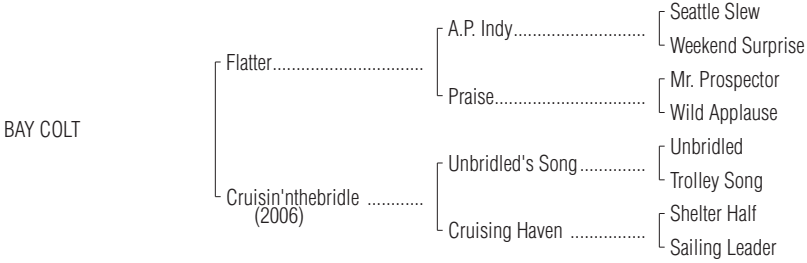 Seattle Slew
A.P. Indy.............................
Weekend Surprise
Flatter.................................
Mr. Prospector
Praise.................................
Wild Applause
BAY COLT
Unbridled
Unbridled's Song..............
Trolley Song
Cruisin'nthebridle ............
(2006)
Shelter Half
Cruising Haven ................
Sailing Leader